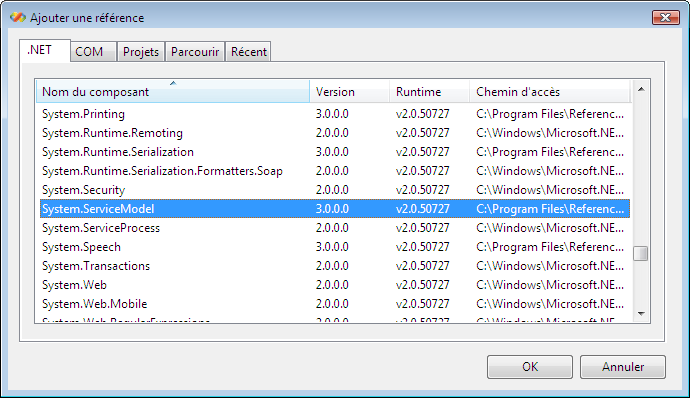 Ajouter une référence
.NET COM Projets Parcourir Récent
Nom du composant Version Runtime Chemin d'accès
System.Printing 3.0.0.0 v2.0.50727 C:\Program Files\Referenc...
System.Runtime.Remoting 2.0.0.0 v2.0.50727 C:\Windows\Microsoft.NE...
System.Runtime.Serialization 3.0.0.0 v2.0.50727 C:\Program Files\Referenc...
System.Runtime.Serialization.Formatters.Soap 2.0.0.0 v2.0.50727 C:\Windows\Microsoft.NE...
System.Security 2.0.0.0 v2.0.50727 C:\Windows\Microsoft.NE...
System.ServiceModel 3.0.0.0 v2.0.50727 C:\Program Files\Referenc...
System.ServiceProcess 2.0.0.0 v2.0.50727 C:\Windows\Microsoft.NE...
System.Speech 3.0.0.0 v2.0.50727 C:\Program Files\Referenc...
System.Transactions 2.0.0.0 v2.0.50727 C:\Windows\Microsoft.NE...
System.Web 2.0.0.0 v2.0.50727 C:\Windows\Microsoft.NE...
System.Web.Mobile 2.0.0.0 v2.0.50727 C:\Windows\Microsoft.NE...
System.Web.RegularExpressions 2.0.0.0 v2.0.50727 C:\Windows\Microsoft.NE...
OK Annuler